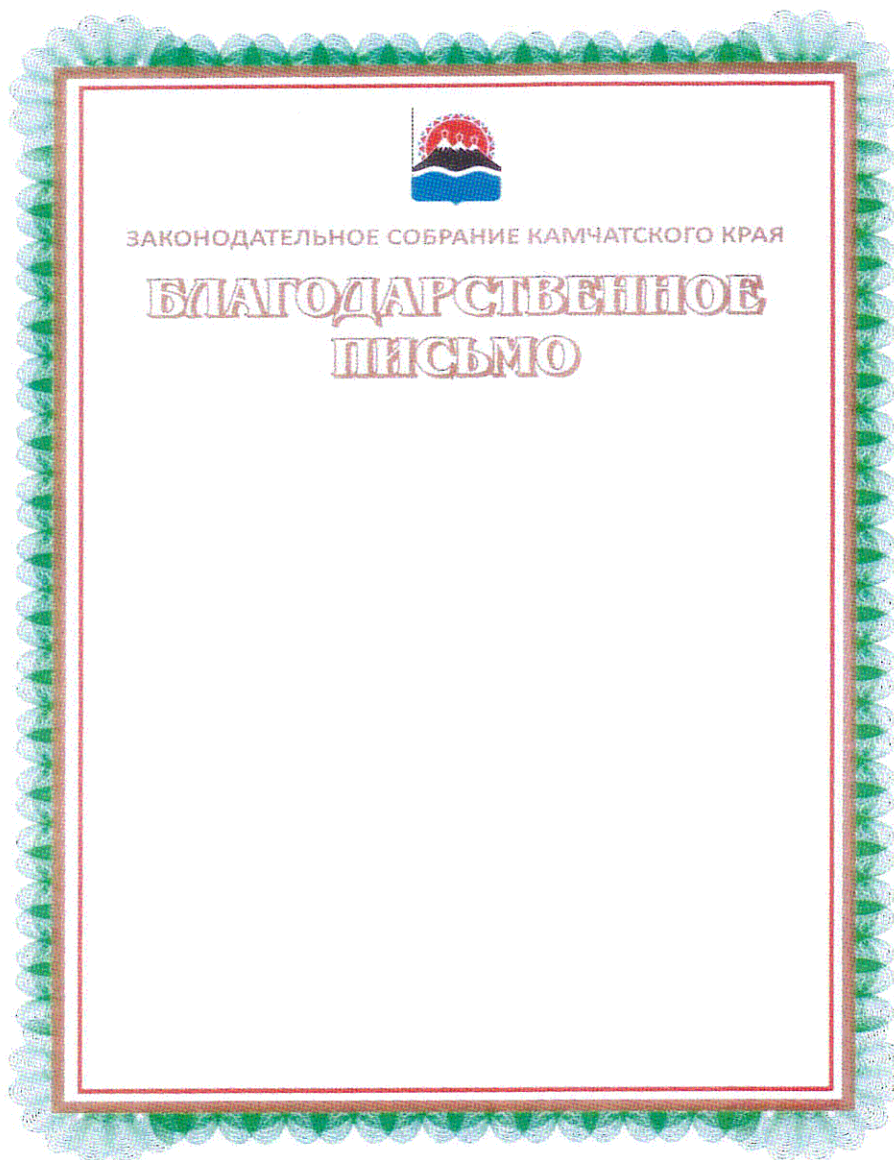 ЗАКОНОДАТЕЛЬНОЕ СОБРАНИЕ КАМЧАТСКОГО КРАЯ
БЛАГОДАРСТВЕННОЕ
ПИСЬМО